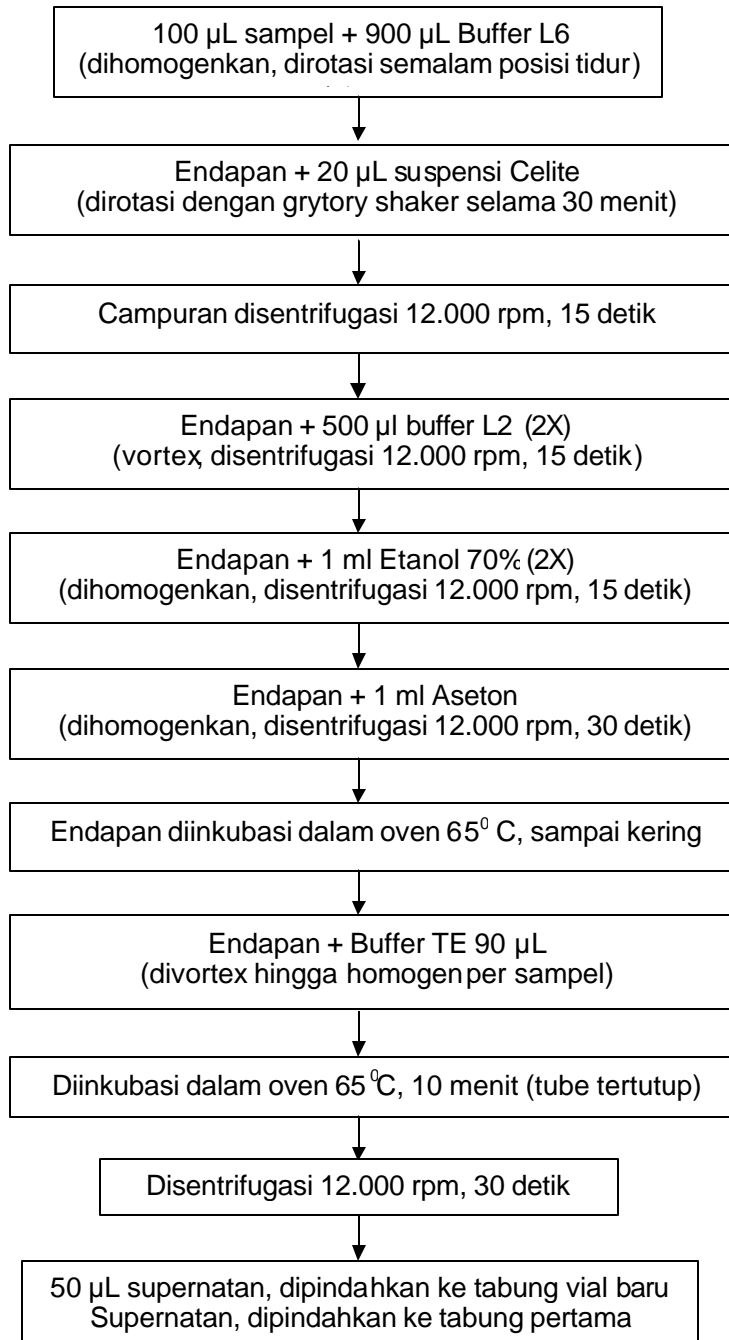 100 µL sampel + 900 µL Buffer L6
(dihomogenkan, dirotasi semalam posisi tidur)
Endapan + 20 µL suspensi Celite
(dirotasi dengan grytory shaker selama 30 menit)
Campuran disentrifugasi 12.000 rpm, 15 detik
Endapan + 500 µl buffer L2 (2X)
(vortex, disentrifugasi 12.000 rpm, 15 detik)
Endapan + 1 ml Etanol 70% (2X)
(dihomogenkan, disentrifugasi 12.000 rpm, 15 detik)
Endapan + 1 ml Aseton
(dihomogenkan, disentrifugasi 12.000 rpm, 30 detik)
Endapan diinkubasi dalam oven 65⁰ C, sampai kering
Endapan + Buffer TE 90 µL
(divortex hingga homogen per sampel)
Diinkubasi dalam oven 65⁰C, 10 menit (tube tertutup)
Disentrifugasi 12.000 rpm, 30 detik
50 µL supernatan, dipindahkan ke tabung vial baru
Supernatan, dipindahkan ke tabung pertama